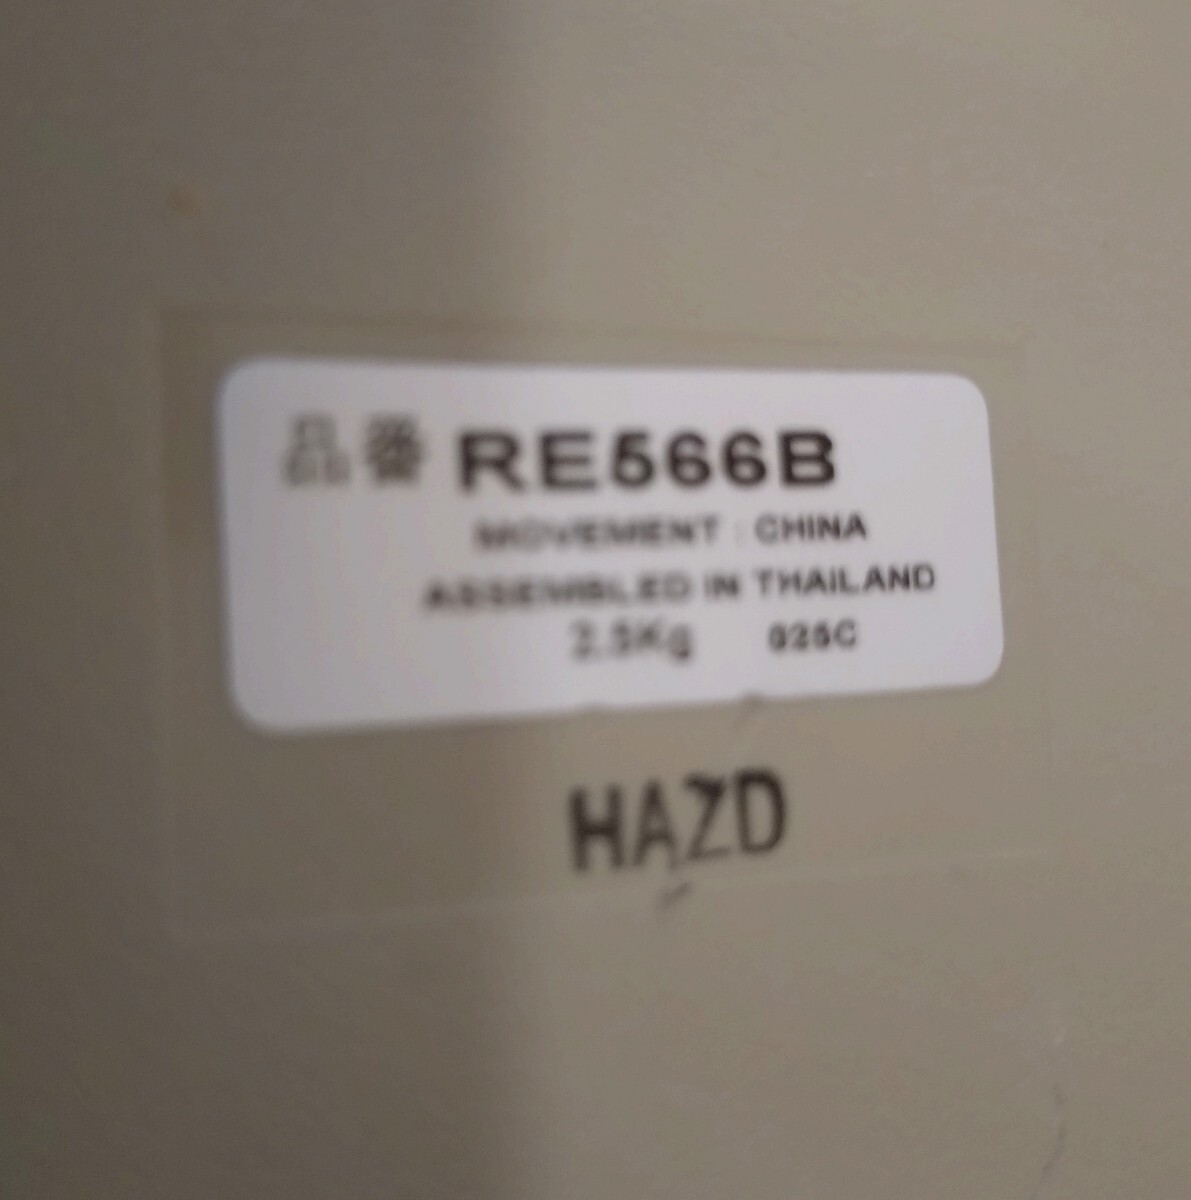 品番 RE566B
MOVEMENT : CHINA
ASSEMBLED IN THAILAND
2.5Kg 025C
HAZD